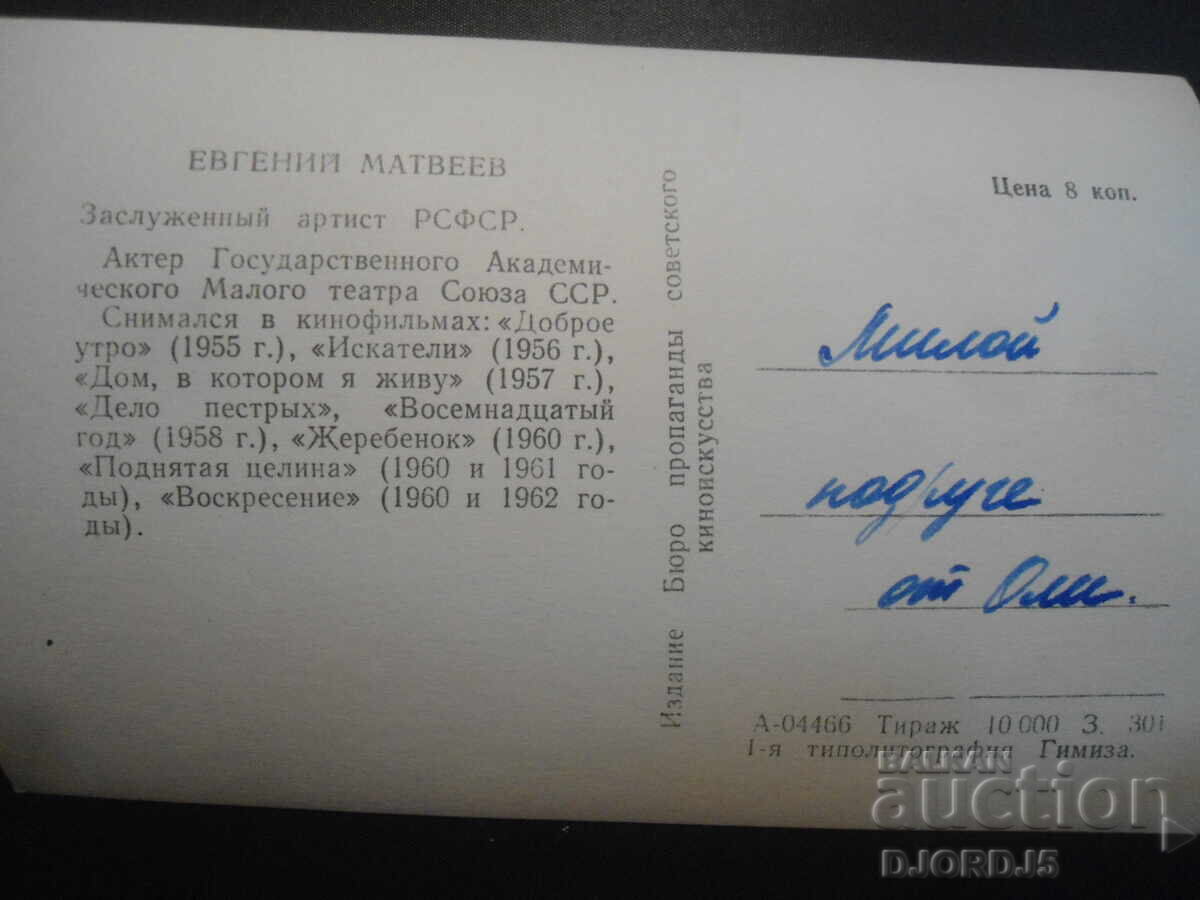 ЕВГЕНИЙ МАТВЕЕВ
Заслуженный артист РСФСР.
Актер Государственного Академи-
ческого Малого театра Союза ССР.
Снимался в кинофильмах: «Доброе
утро» (1955 г.), «Искатели» (1956 г.),
«Дом, в котором я живу» (1957 г.),
«Дело пестрых», «Восемнадцатый
год» (1958 г.), «Жеребенок» (1960 г.),
«Поднятая целина» (1960 и 1961 го-
ды), «Воскресение» (1960 и 1962 го-
ды).
Издание Бюро пропаганды советского
киноискусства
Цена 8 коп.
Милой
подруге
от Оли.
А-04466 Тираж 10 000 З. 301
1-я типолитография Гимиза.
BALKAN
auction
DJORDJ5